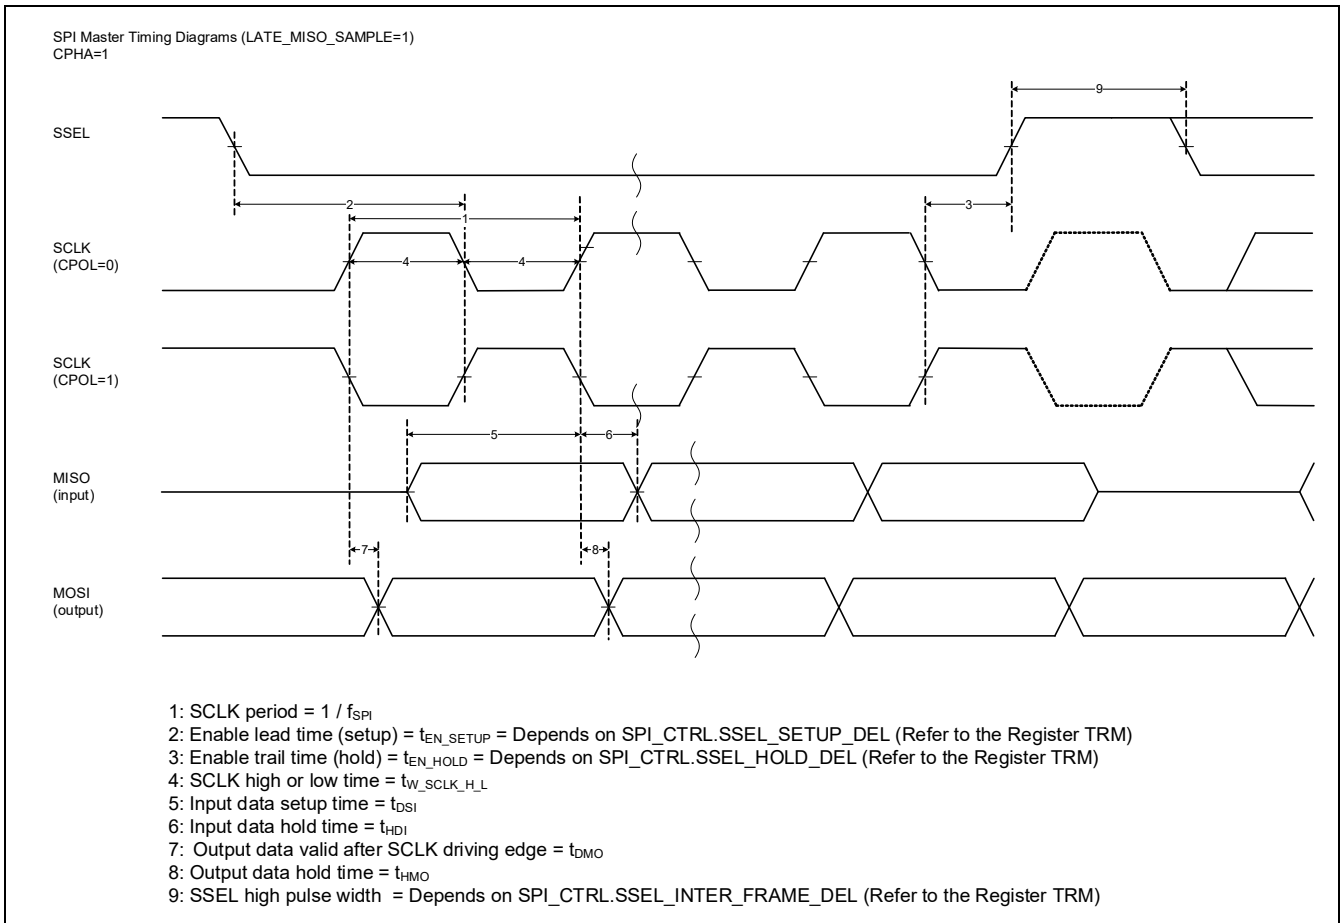 SPI Master Timing Diagrams (LATE_MISO_SAMPLE=1)
CPHA=1
9
SSEL
2
3
1
SCLK
(CPOL=0)
4
4
SCLK
(CPOL=1)
5
6
MISO
(input)
7
8
MOSI
(output)
1: SCLK period = 1 / fSPI
2: Enable lead time (setup) = tEN_SETUP = Depends on SPI_CTRL.SSEL_SETUP_DEL (Refer to the Register TRM)
3: Enable trail time (hold) = tEN_HOLD = Depends on SPI_CTRL.SSEL_HOLD_DEL (Refer to the Register TRM)
4: SCLK high or low time = tW_SCLK_H_L
5: Input data setup time = tDSI
6: Input data hold time = tHDI
7: Output data valid after SCLK driving edge = tDMO
8: Output data hold time = tHMO
9: SSEL high pulse width = Depends on SPI_CTRL.SSEL_INTER_FRAME_DEL (Refer to the Register TRM)